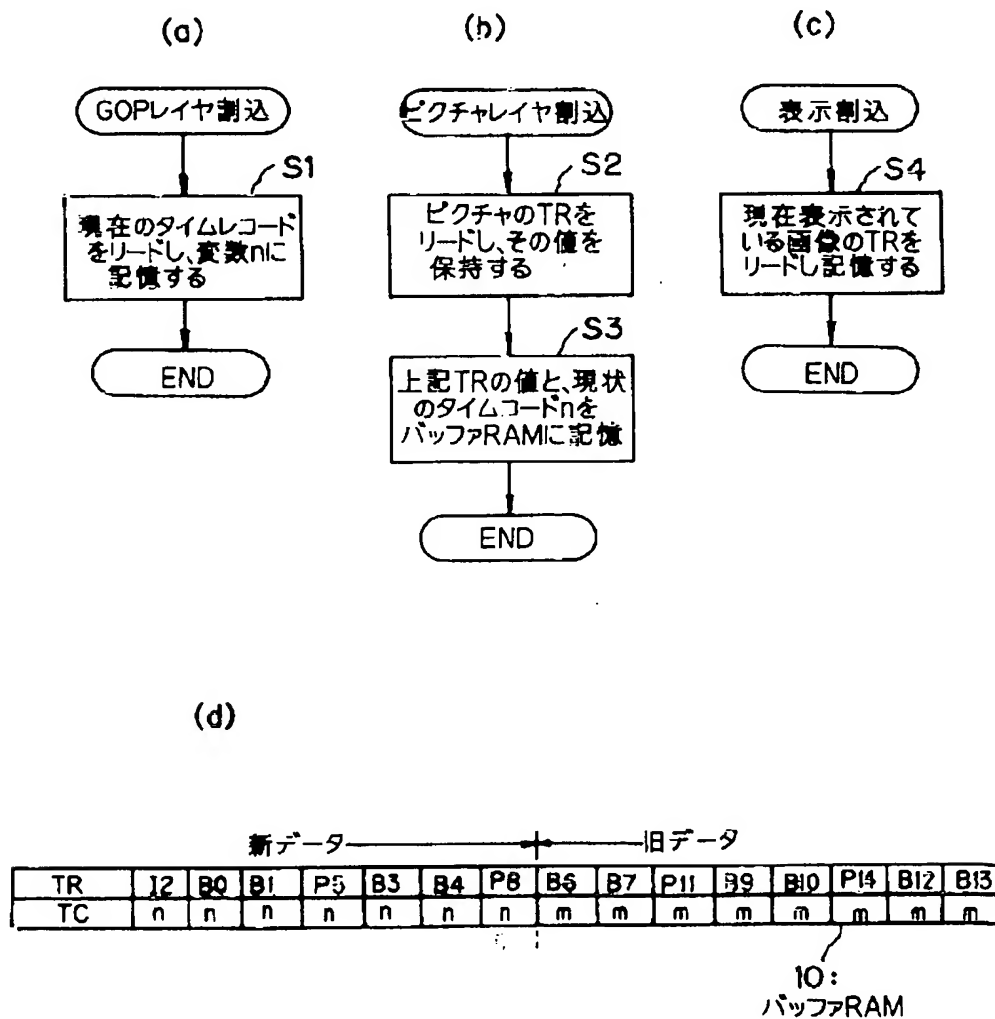 (a)
GOPレイヤ割込
S1
現在のタイムレコード
をリードし、変数nに
記憶する
END
(b)
ピクチャレイヤ割込
S2
ピクチャのTRを
リードし、その値を
保持する
S3
上記TRの値と、現状
のタイムコードnを
バッファRAMに記憶
END
(c)
表示割込
S4
現在表示されて
いる画像のTRを
リードし記憶する
END
(d)
新データ 旧データ
TR I2 B0 B1 P5 B3 B4 P8 B6 B7 P11 B9 B10 P14 B12 B13
TC n n n n n n n m m m m m m m m
10:
バッファRAM